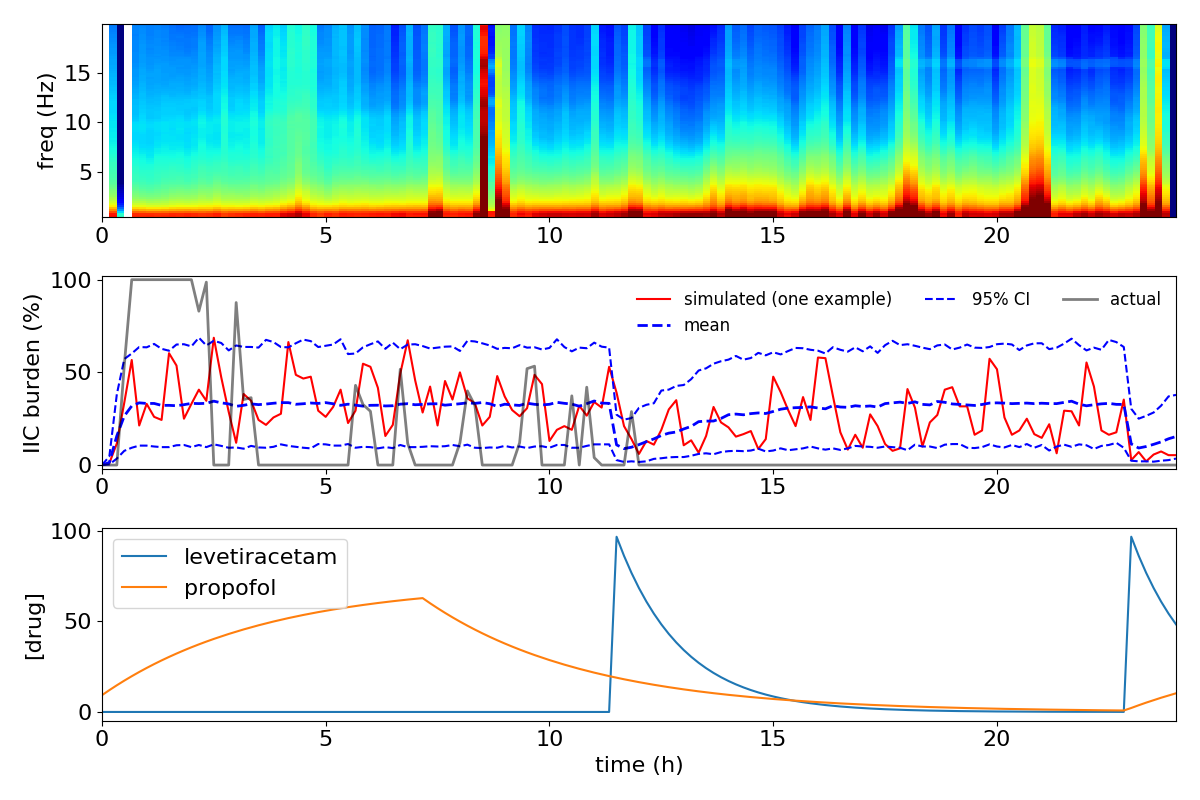 freq (Hz)
15
10
5
0 5 10 15 20
IIC burden (%)
100
50
0
simulated (one example)
mean
95% CI
actual
0 5 10 15 20
[drug]
100
50
0
levetiracetam
propofol
0 5 10 15 20
time (h)